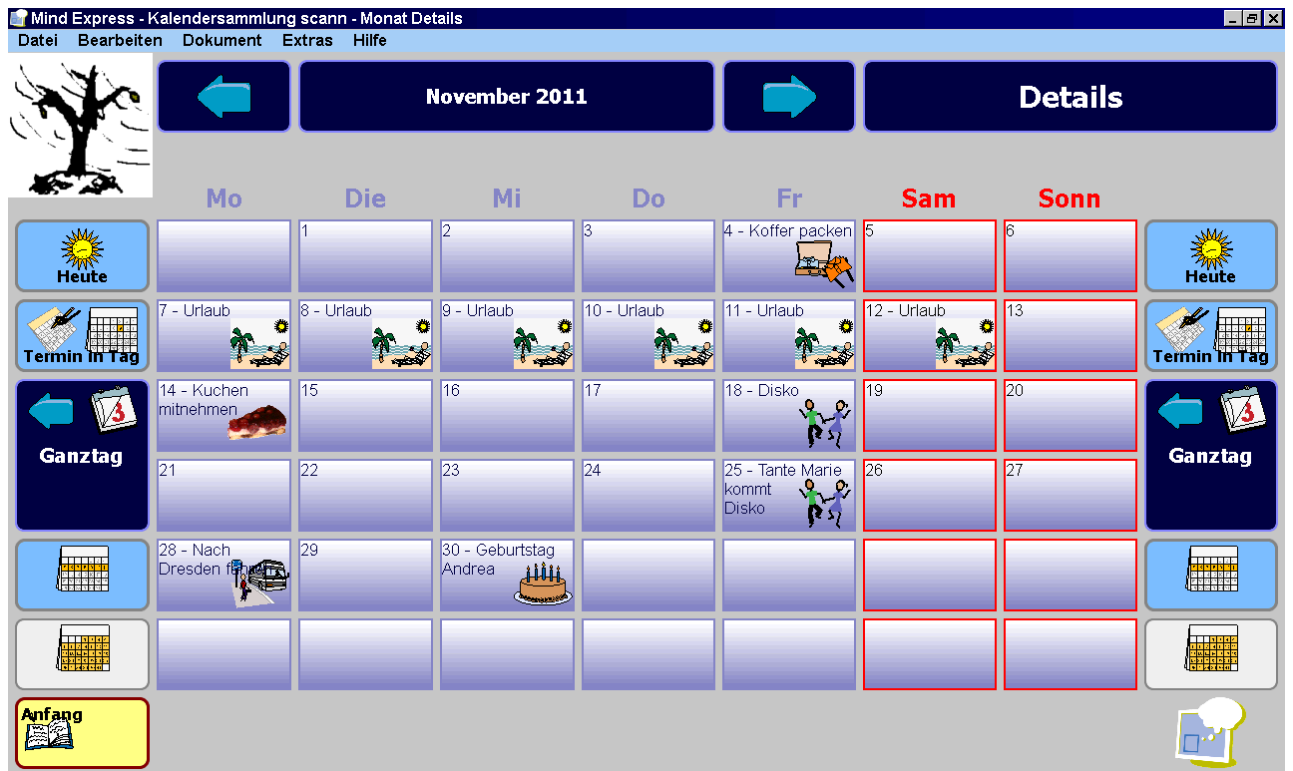 Mind Express - Kalendersammlung scann - Monat Details
Datei Bearbeiten Dokument Extras Hilfe
November 2011
Details
Mo Die Mi Do Fr Sam Sonn
Heute
1
2
3
4 - Koffer packen
5
6
Heute
Termin in Tag
7 - Urlaub
8 - Urlaub
9 - Urlaub
10 - Urlaub
11 - Urlaub
12 - Urlaub
13
Termin in Tag
3
Ganztag
14 - Kuchen
mitnehmen
15
16
17
18 - Disko
19
20
3
Ganztag
21
22
23
24
25 - Tante Marie
kommt
Disko
26
27
28 - Nach
Dresden
29
30 - Geburtstag
Andrea
Anfang